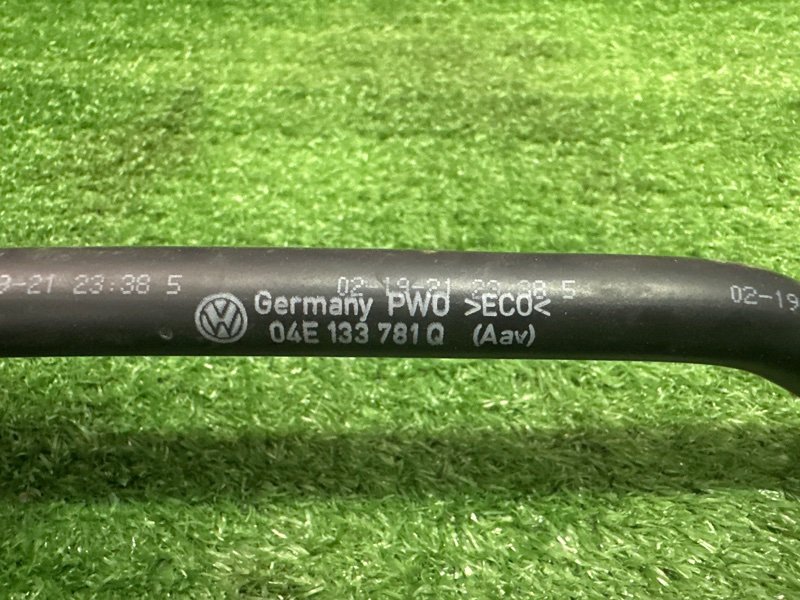 9-21 23:38 5
02-19-21 23:38 5
02-19
Germany PWO >ECO<
04E 133 781 Q (Aav)